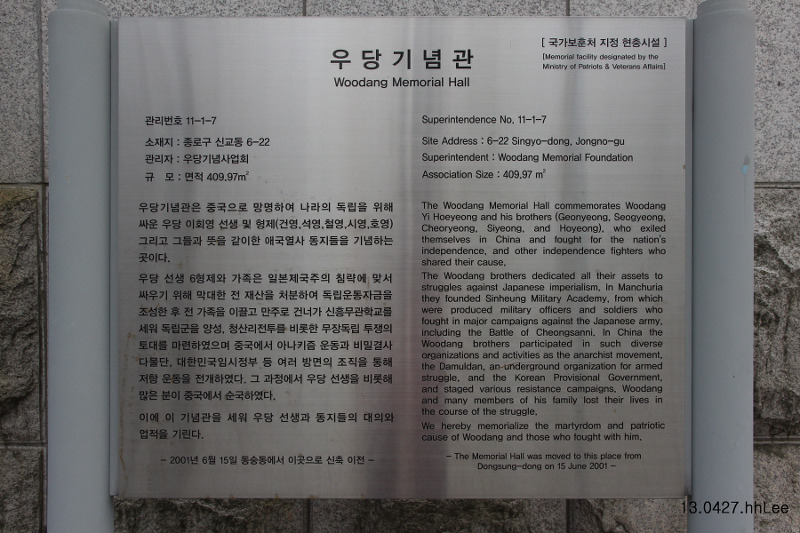 우당기념관
Woodang Memorial Hall
[ 국가보훈처 지정 현충시설 ]
[Memorial facility designated by the
Ministry of Patriots & Veterans Affairs]
관리번호 11-1-7
소재지 : 종로구 신교동 6-22
관리자 : 우당기념사업회
규 모 : 면적 409.97㎡
우당기념관은 중국으로 망명하여 나라의 독립을 위해
싸운 우당 이회영 선생 및 형제(건영,석영,철영,시영,호영)
그리고 그들과 뜻을 같이한 애국열사 동지들을 기념하는
곳이다.
우당 선생 6형제와 가족은 일본제국주의 침략에 맞서
싸우기 위해 막대한 전 재산을 처분하여 독립운동자금을
조성한 후 전 가족을 이끌고 만주로 건너가 신흥무관학교를
세워 독립군을 양성, 청산리전투를 비롯한 무장독립 투쟁의
토대를 마련하였으며 중국에서 아나키즘 운동과 비밀결사
다물단, 대한민국임시정부 등 여러 방면의 조직을 통해
저항 운동을 전개하였다. 그 과정에서 우당 선생을 비롯해
많은 분이 중국에서 순국하였다.
이에 이 기념관을 세워 우당 선생과 동지들의 대의와
업적을 기린다.
- 2001년 6월 15일 동숭동에서 이곳으로 신축 이전 -
Superintendence No. 11-1-7
Site Address : 6-22 Singyo-dong, Jongno-gu
Superintendent : Woodang Memorial Foundation
Association Size : 409.97 ㎡
The Woodang Memorial Hall commemorates Woodang
Yi Hoeyeong and his brothers (Geonyeong, Seogyeong,
Cheoryeong, Siyeong, and Hoyeong), who exiled
themselves in China and fought for the nation's
independence, and other independence fighters who
shared their cause.
The Woodang brothers dedicated all their assets to
struggles against Japanese imperialism. In Manchuria
they founded Sinheung Military Academy, from which
were produced military officers and soldiers who
fought in major campaigns against the Japanese army,
including the Battle of Cheongsanni. In China the
Woodang brothers participated in such diverse
organizations and activities as the anarchist movement,
the Damuldan, an-underground organization for armed
struggle, and the Korean Provisional Government,
and staged various resistance campaigns. Woodang
and many members of his family lost their lives in
the course of the struggle.
We hereby memorialize the martyrdom and patriotic
cause of Woodang and those who fought with him.
- The Memorial Hall was moved to this place from
Dongsung-dong on 15 June 2001 -
13.0427.hhLee